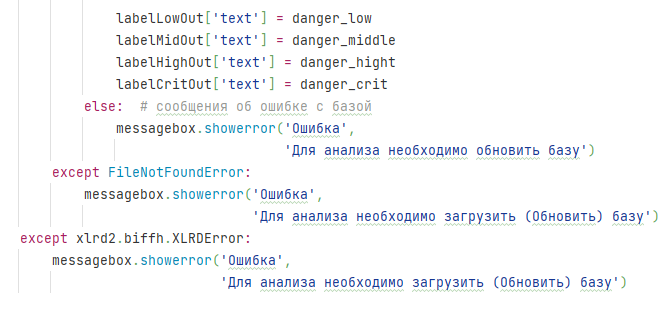 labelLowOut['text'] = danger_low
labelMidOut['text'] = danger_middle
labelHighOut['text'] = danger_hight
labelCritOut['text'] = danger_crit
else:  # сообщения об ошибке с базой
messagebox.showerror('Ошибка',
'Для анализа необходимо обновить базу')
except FileNotFoundError:
messagebox.showerror('Ошибка',
'Для анализа необходимо загрузить (Обновить) базу')
except xlrd2.biffh.XLRDError:
messagebox.showerror('Ошибка',
'Для анализа необходимо загрузить (Обновить) базу')